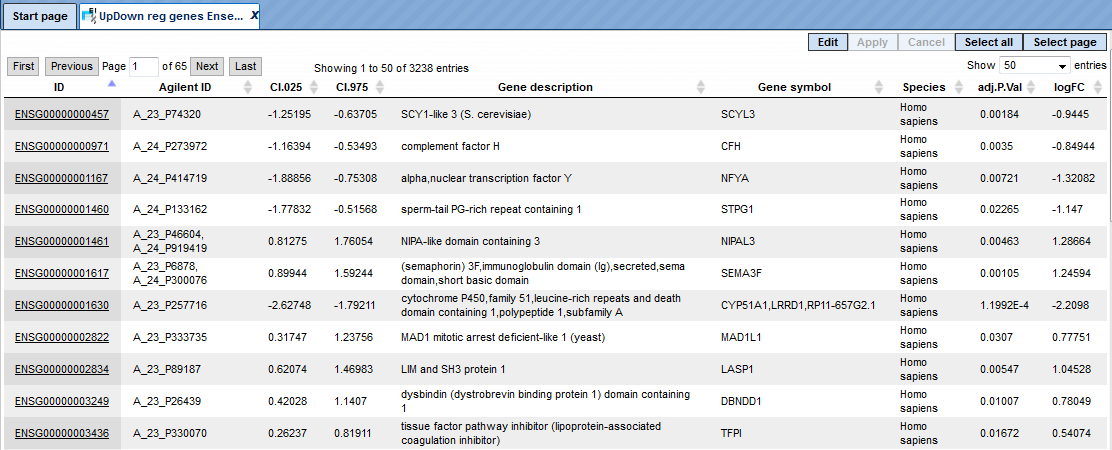 Start page UpDown reg genes Ense... X
Edit Apply Cancel Select all Select page
First Previous Page 1 of 65 Next Last Showing 1 to 50 of 3238 entries Show 50 entries
ID Agilent ID CI.025 CI.975 Gene description Gene symbol Species adj.P.Val logFC
ENSG00000000457 A_23_P74320 -1.25195 -0.63705 SCY1-like 3 (S. cerevisiae) SCYL3 Homo sapiens 0.00184 -0.9445
ENSG00000000971 A_24_P273972 -1.16394 -0.53493 complement factor H CFH Homo sapiens 0.0035 -0.84944
ENSG00000001167 A_24_P414719 -1.88856 -0.75308 alpha,nuclear transcription factor Y NFYA Homo sapiens 0.00721 -1.32082
ENSG00000001460 A_24_P133162 -1.77832 -0.51568 sperm-tail PG-rich repeat containing 1 STPG1 Homo sapiens 0.02265 -1.147
ENSG00000001461 A_23_P46604, A_24_P919419 0.81275 1.76054 NIPA-like domain containing 3 NIPAL3 Homo sapiens 0.00463 1.28664
ENSG00000001617 A_23_P6878, A_24_P300076 0.89944 1.59244 (semaphorin) 3F,immunoglobulin domain (Ig),secreted,sema domain,short basic domain SEMA3F Homo sapiens 0.00105 1.24594
ENSG00000001630 A_23_P257716 -2.62748 -1.79211 cytochrome P450,family 51,leucine-rich repeats and death domain containing 1,polypeptide 1,subfamily A CYP51A1,LRRD1,RP11-657G2.1 Homo sapiens 1.1992E-4 -2.2098
ENSG00000002822 A_23_P333735 0.31747 1.23756 MAD1 mitotic arrest deficient-like 1 (yeast) MAD1L1 Homo sapiens 0.0307 0.77751
ENSG00000002834 A_23_P89187 0.62074 1.46983 LIM and SH3 protein 1 LASP1 Homo sapiens 0.00547 1.04528
ENSG00000003249 A_23_P26439 0.42028 1.1407 dysbindin (dystrobrevin binding protein 1) domain containing 1 DBNDD1 Homo sapiens 0.01007 0.78049
ENSG00000003436 A_23_P330070 0.26237 0.81911 tissue factor pathway inhibitor (lipoprotein-associated coagulation inhibitor) TFPI Homo sapiens 0.01672 0.54074